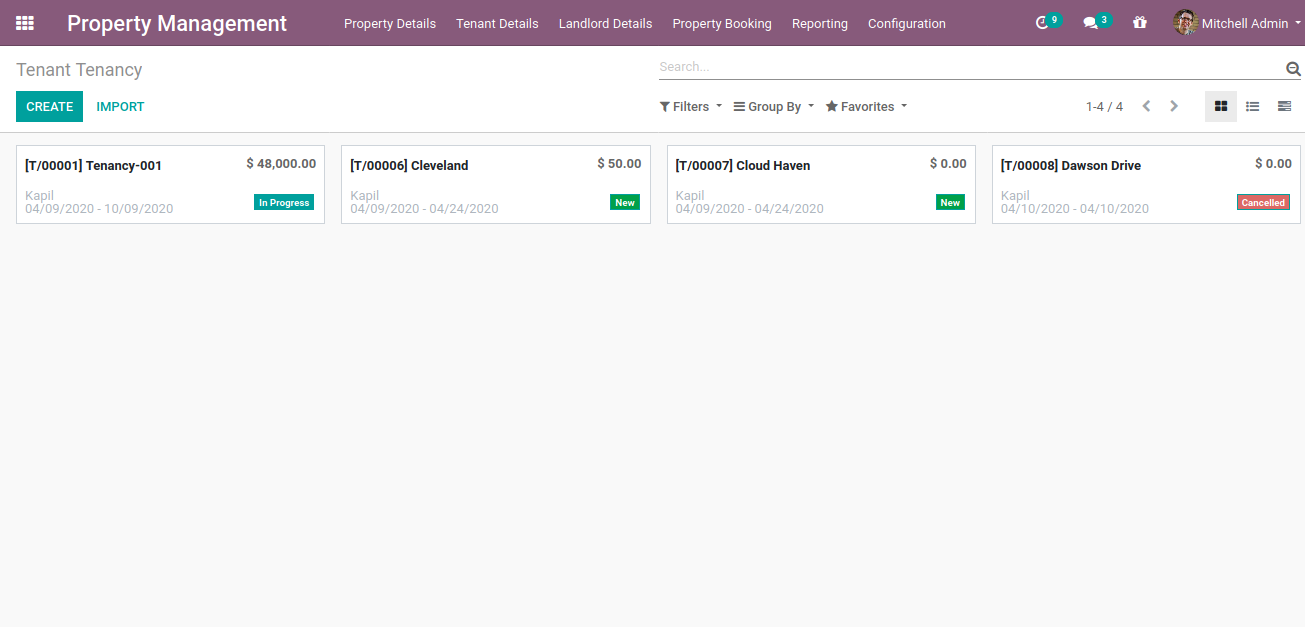 Property Management Property Details Tenant Details Landlord Details Property Booking Reporting Configuration 9 3 Mitchell Admin
Tenant Tenancy Search...
CREATE IMPORT Filters Group By Favorites 1-4 / 4
[T/00001] Tenancy-001 $ 48,000.00
Kapil
04/09/2020 - 10/09/2020 In Progress
[T/00006] Cleveland $ 50.00
Kapil
04/09/2020 - 04/24/2020 New
[T/00007] Cloud Haven $ 0.00
Kapil
04/09/2020 - 04/24/2020 New
[T/00008] Dawson Drive $ 0.00
Kapil
04/10/2020 - 04/10/2020 Cancelled